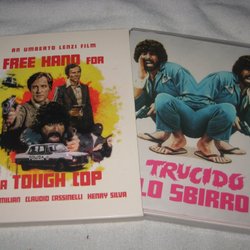 AN UMBERTO LENZI FILM
FREE HAND FOR
A TOUGH COP
MILIAN CLAUDIO CASSINELLI HENRY SILVA
TRUCIDO
LO SBIRRO